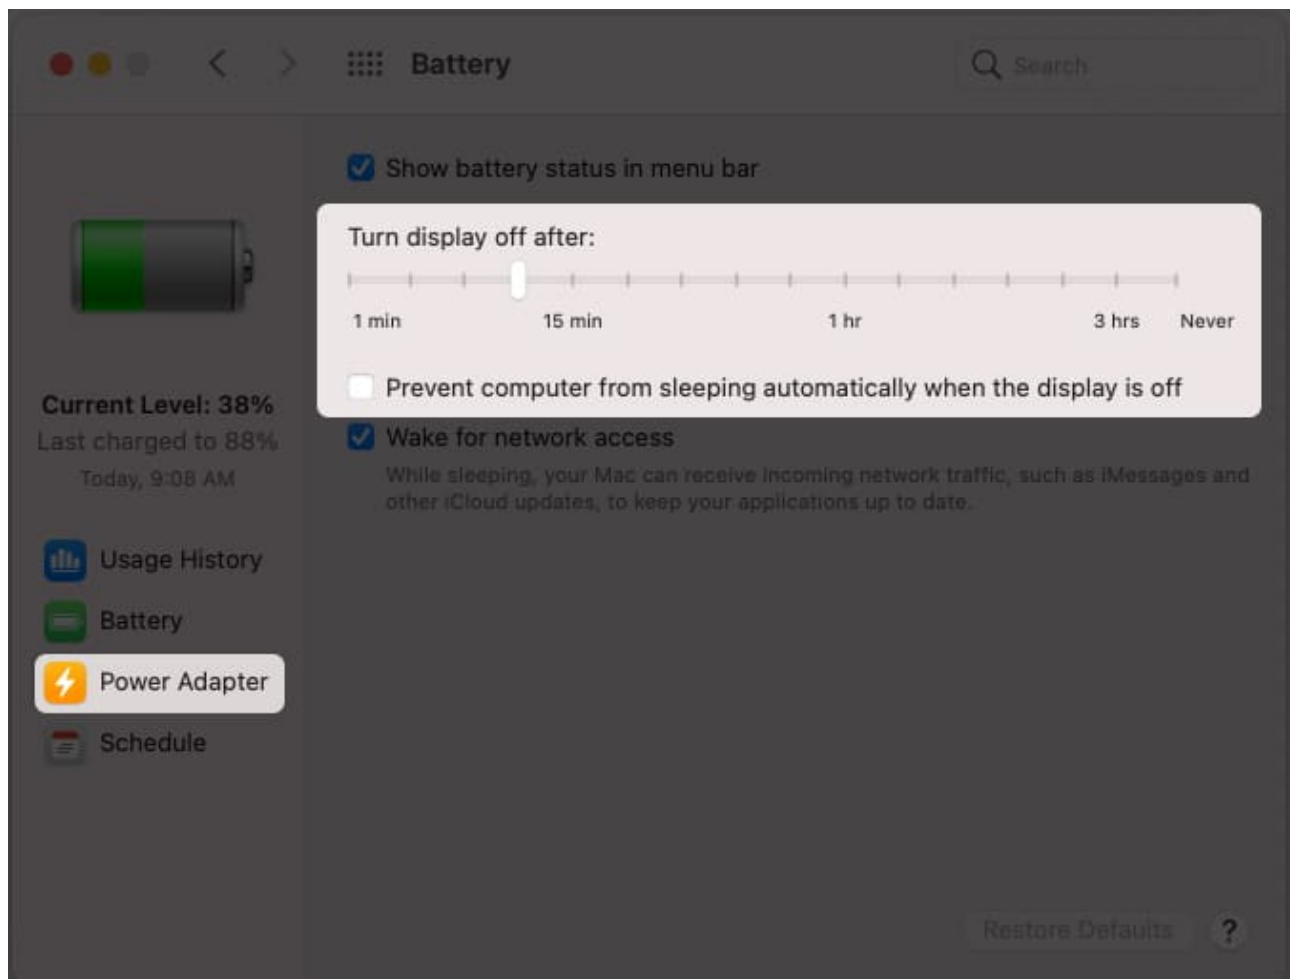 Battery
Search
Show battery status in menu bar
Turn display off after:
1 min 15 min 1 hr 3 hrs Never
Prevent computer from sleeping automatically when the display is off
Current Level: 38%
Last charged to 88%
Today, 9:08 AM
Wake for network access
While sleeping, your Mac can receive incoming network traffic, such as iMessages and
other iCloud updates, to keep your applications up to date.
Usage History
Battery
Power Adapter
Schedule
Restore Defaults ?